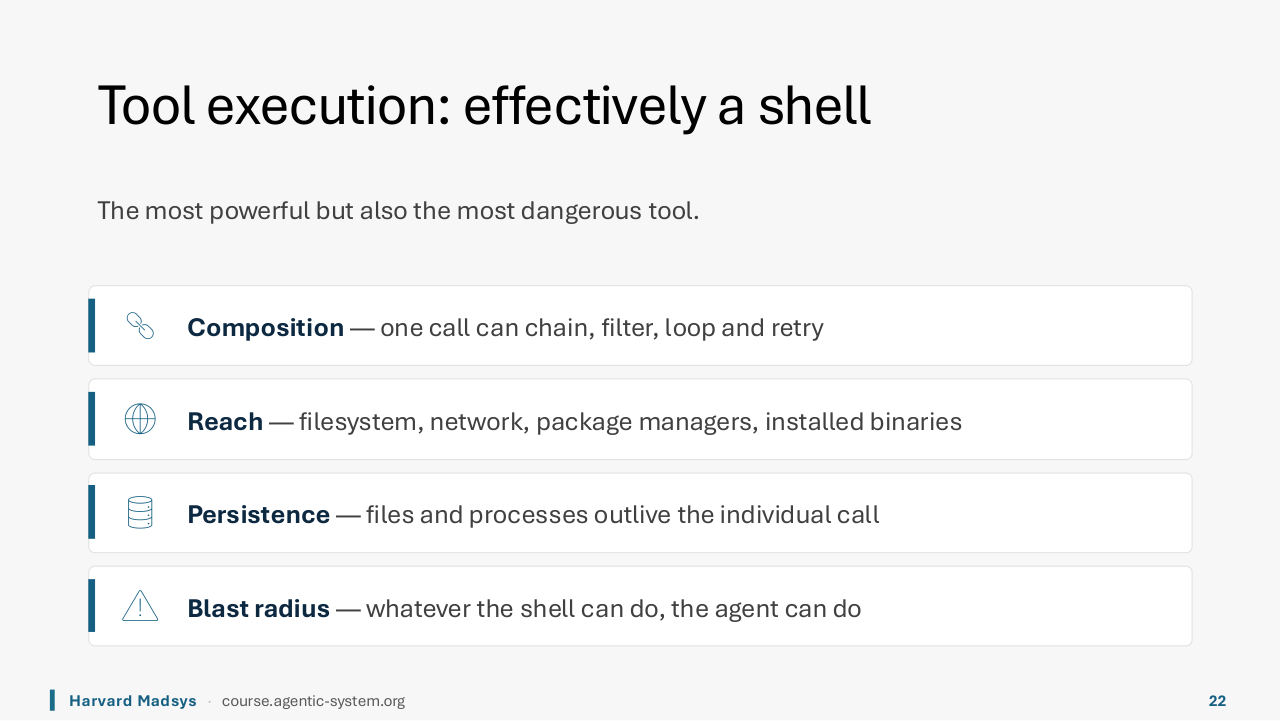 Tool execution: effectively a shell
The most powerful but also the most dangerous tool.
Composition — one call can chain, filter, loop and retry
Reach — filesystem, network, package managers, installed binaries
Persistence — files and processes outlive the individual call
Blast radius — whatever the shell can do, the agent can do
Harvard Madsys · course.agentic-system.org
22